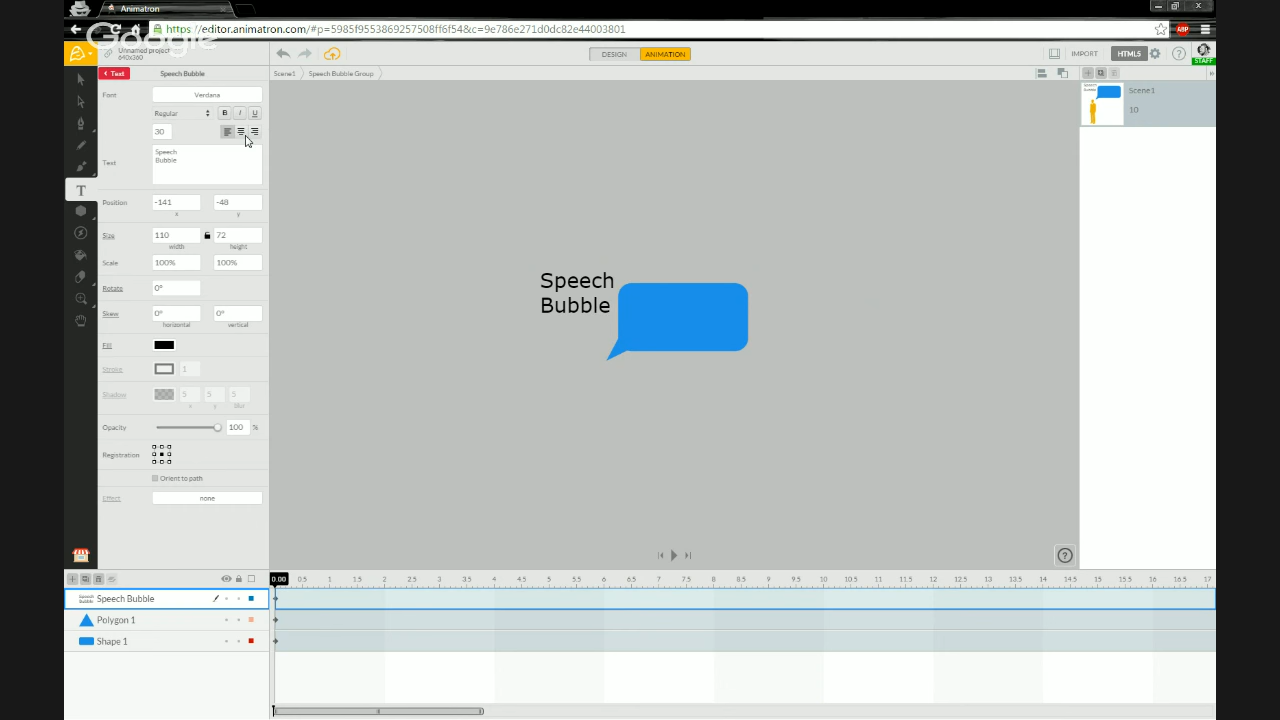 Animatron
https://editor.animatron.com/#p=5985f9553869257508ff6f54&c=9e786e271d0dc82e44003801
Google
ABP
Unnamed project
640x360
DESIGN
ANIMATION
IMPORT
HTML5
?
STAFF
Text
Speech Bubble
Scene1
Speech Bubble Group
Font
Verdana
Regular
B I U
30
Text
Speech
Bubble
Position
-141
-48
x
y
Size
110
72
width
height
Scale
100%
100%
Rotate
0°
Skew
0°
0°
horizontal
vertical
Fill
Stroke
1
Shadow
5
5
5
x
y
blur
Opacity
100
%
Registration
Orient to path
Effect
none
T
Speech
Bubble
Speech
Bubble
Scene1
10
?
0.00 0.5 1 1.5 2 2.5 3 3.5 4 4.5 5 5.5 6 6.5 7 7.5 8 8.5 9 9.5 10 10.5 11 11.5 12 12.5 13 13.5 14 14.5 15 15.5 16 16.5 17
Speech
Bubble
Speech Bubble
Polygon 1
Shape 1